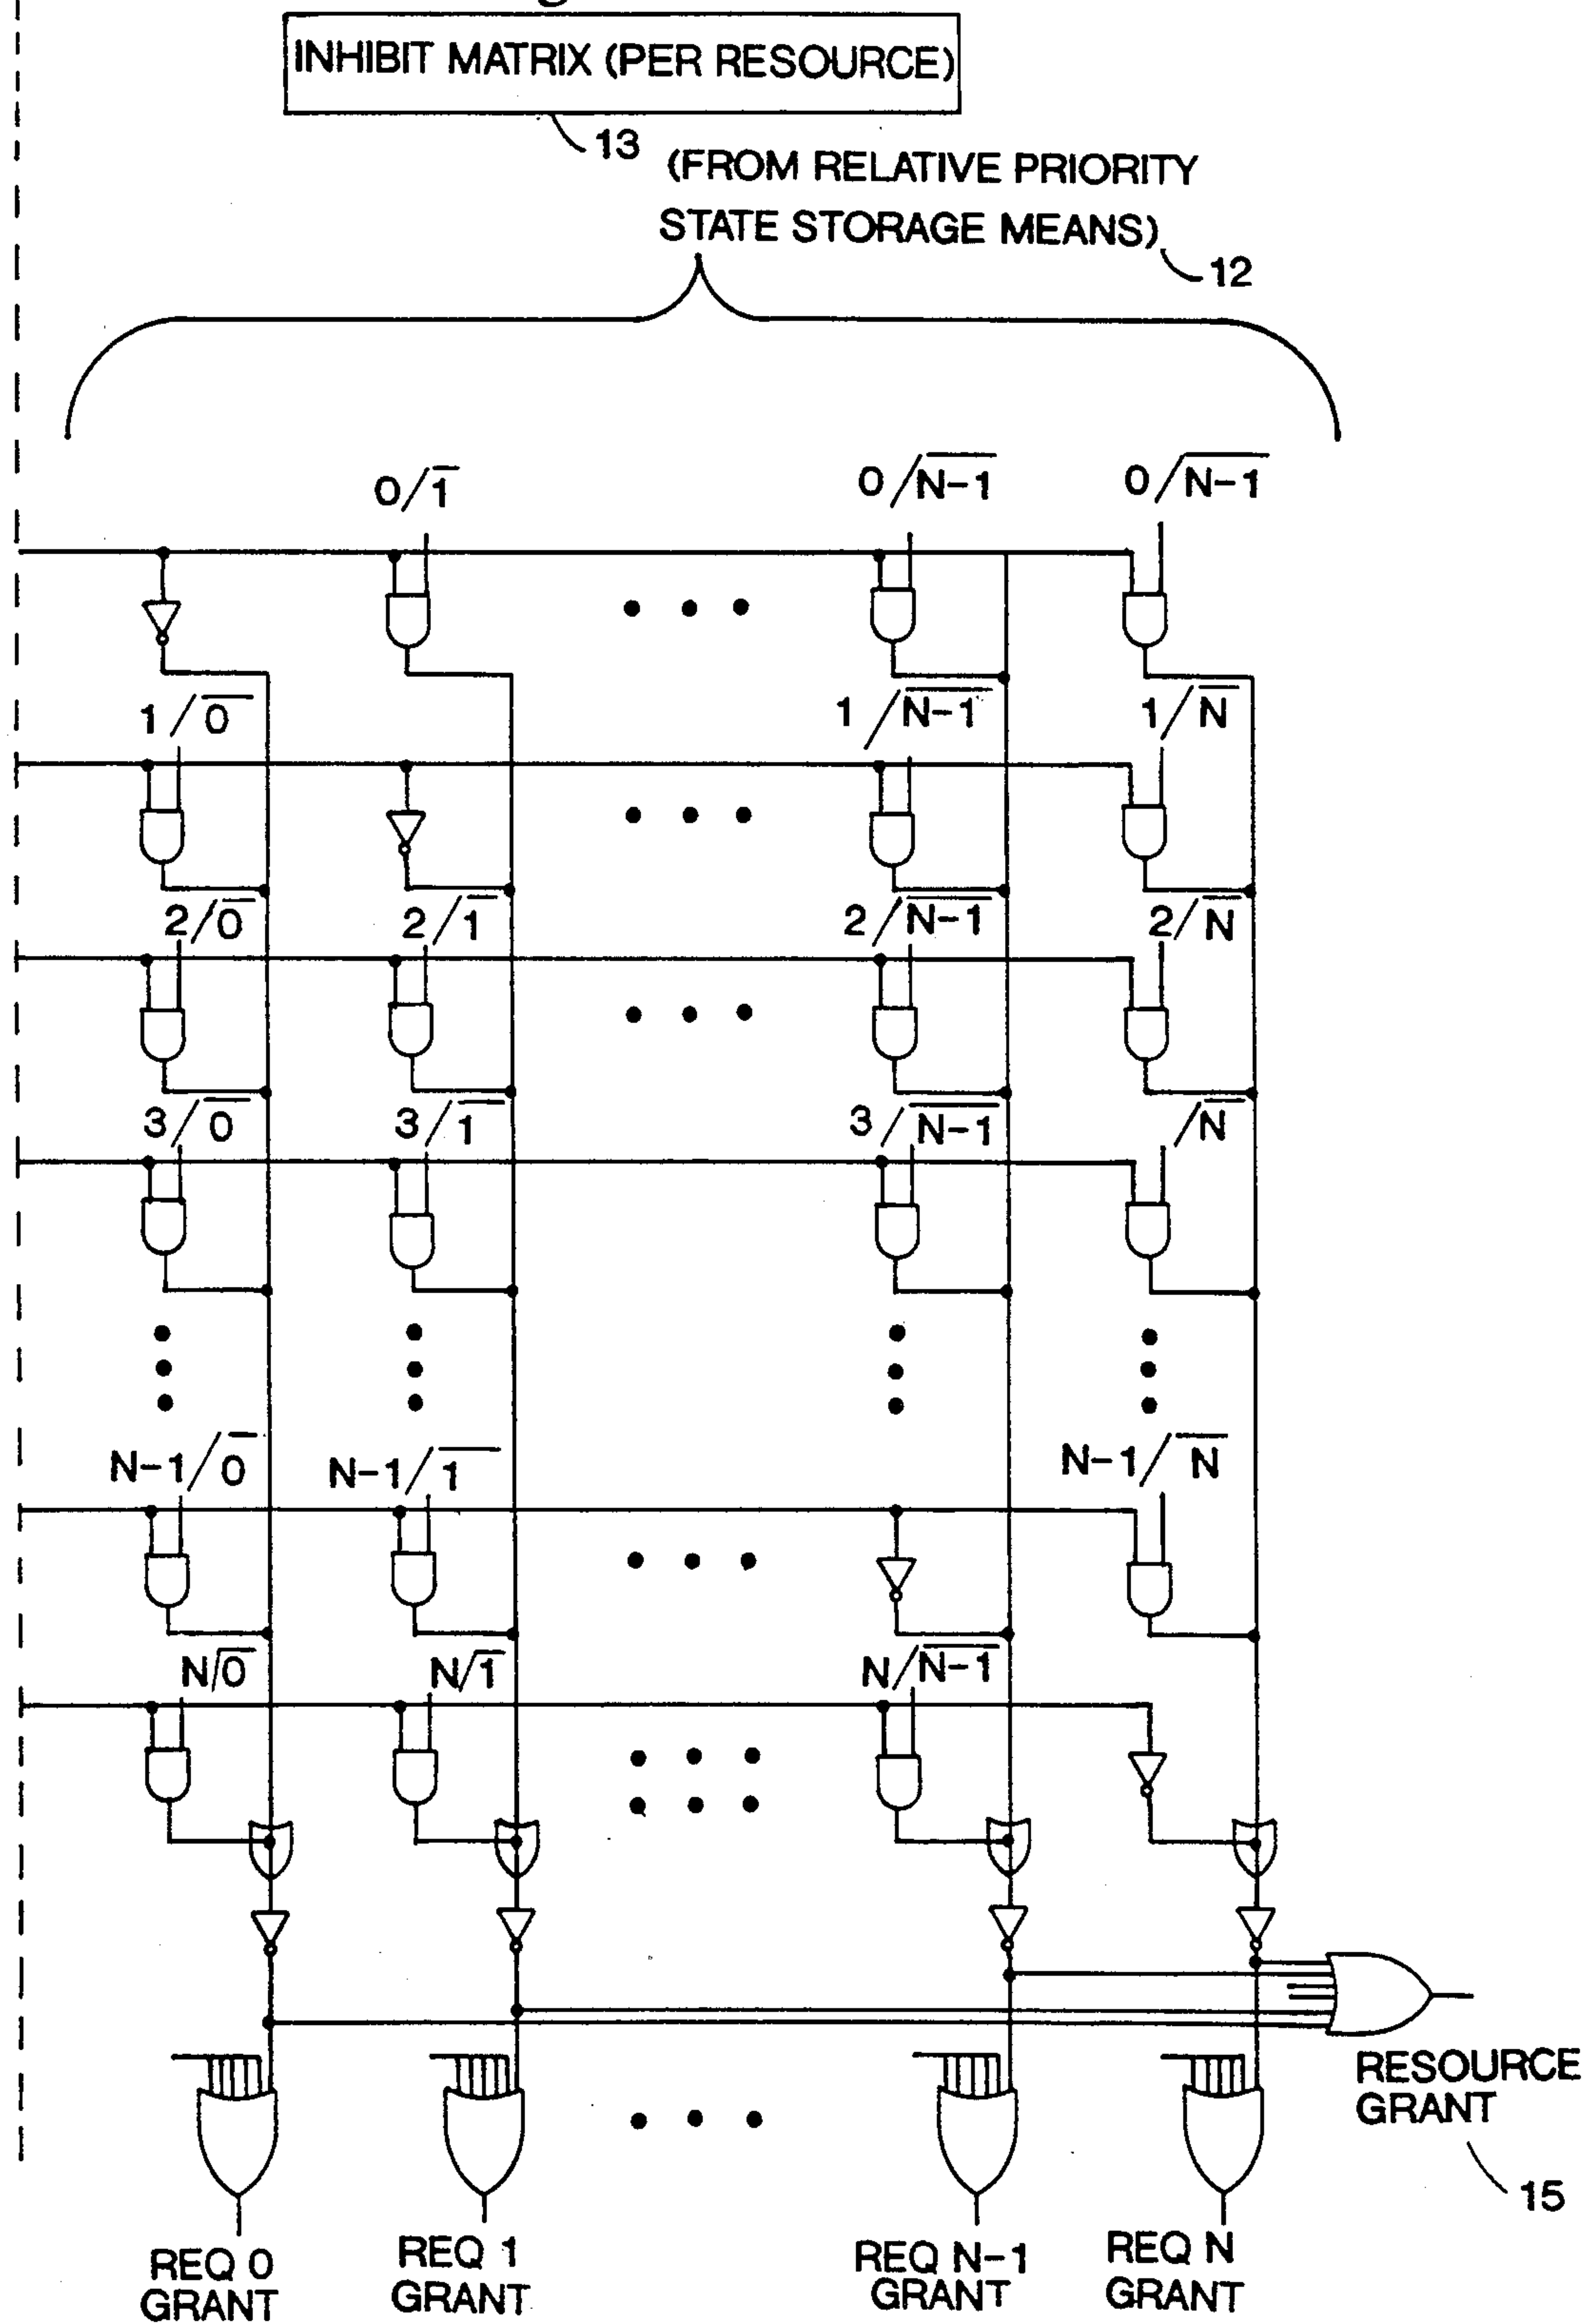 INHIBIT MATRIX (PER RESOURCE)
13
(FROM RELATIVE PRIORITY
STATE STORAGE MEANS)
12
0/1̅ 0/N̅-̅1̅ 0/N̅-̅1̅
1/0̅ 1/N̅-̅1̅ 1/N̅
2/0̅ 2/1̅ 2/N̅-̅1̅ 2/N̅
3/0̅ 3/1̅ 3/N̅-̅1̅ /N̅
N-1/0̅ N-1/1̅ N-1/N̅
N/0̅ N/1̅ N/N̅-̅1̅
RESOURCE
GRANT
15
REQ 0 REQ 1 REQ N-1 REQ N
GRANT GRANT GRANT GRANT